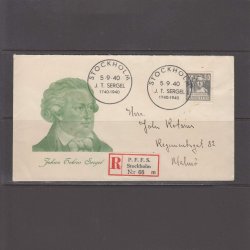 STOCKHOLM
5-9-40
J. T. SERGEL
1740-1940
STOCKHOLM
5-9-40
J. T. SERGEL
1740-1940
Herr
Malmö
Johan Tobias Sergel
R
P. F. F. S.
Stockholm
Nr 66 m